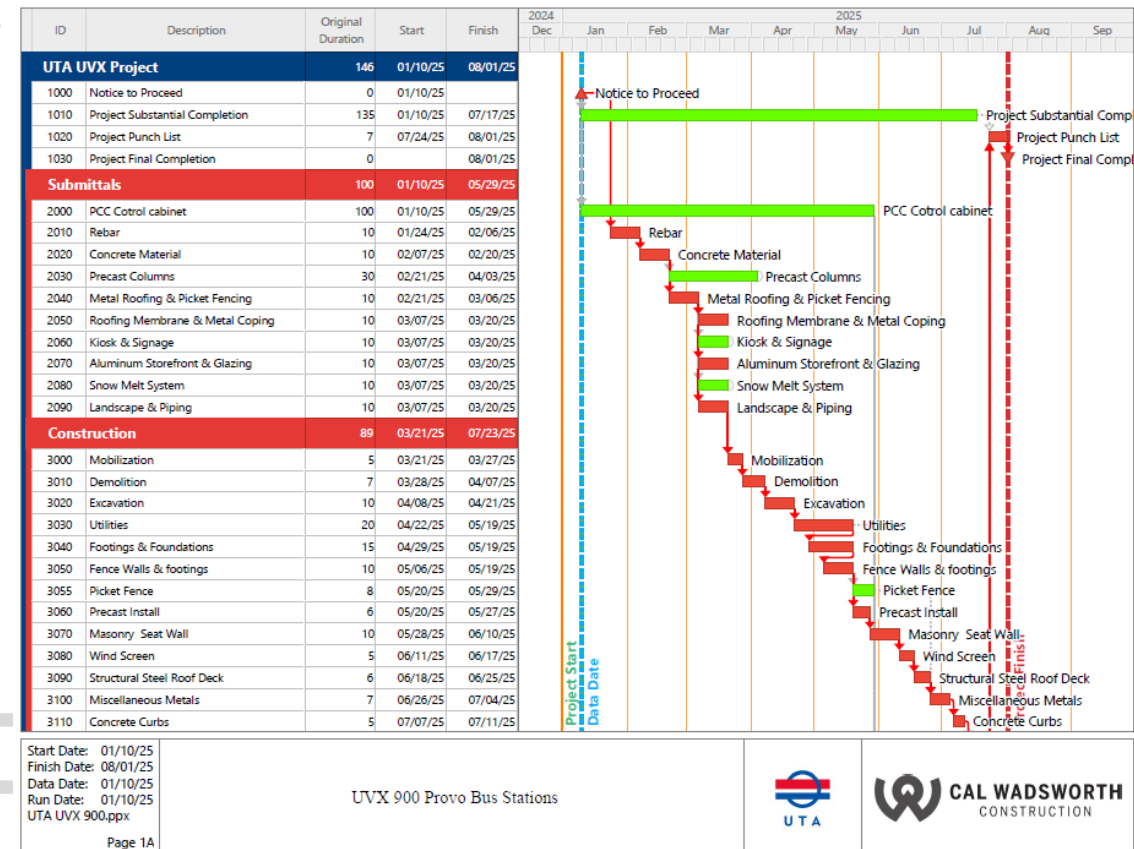 2024 2025
ID Description Original Duration Start Finish Dec Jan Feb Mar Apr May Jun Jul Aug Sep
UTA UVX Project 146 01/10/25 08/01/25
1000 Notice to Proceed 0 01/10/25 Notice to Proceed
1010 Project Substantial Completion 135 01/10/25 07/17/25 Project Substantial Compl
1020 Project Punch List 7 07/24/25 08/01/25 Project Punch List
1030 Project Final Completion 0 08/01/25 Project Final Compl
Submittals 100 01/10/25 05/29/25
2000 PCC Cotrol cabinet 100 01/10/25 05/29/25 PCC Cotrol cabinet
2010 Rebar 10 01/24/25 02/06/25 Rebar
2020 Concrete Material 10 02/07/25 02/20/25 Concrete Material
2030 Precast Columns 30 02/21/25 04/03/25 Precast Columns
2040 Metal Roofing & Picket Fencing 10 02/21/25 03/06/25 Metal Roofing & Picket Fencing
2050 Roofing Membrane & Metal Coping 10 03/07/25 03/20/25 Roofing Membrane & Metal Coping
2060 Kiosk & Signage 10 03/07/25 03/20/25 Kiosk & Signage
2070 Aluminum Storefront & Glazing 10 03/07/25 03/20/25 Aluminum Storefront & Glazing
2080 Snow Melt System 10 03/07/25 03/20/25 Snow Melt System
2090 Landscape & Piping 10 03/07/25 03/20/25 Landscape & Piping
Construction 89 03/21/25 07/23/25
3000 Mobilization 5 03/21/25 03/27/25 Mobilization
3010 Demolition 7 03/28/25 04/07/25 Demolition
3020 Excavation 10 04/08/25 04/21/25 Excavation
3030 Utilities 20 04/22/25 05/19/25 Utilities
3040 Footings & Foundations 15 04/29/25 05/19/25 Footings & Foundations
3050 Fence Walls & footings 10 05/06/25 05/19/25 Fence Walls & footings
3055 Picket Fence 8 05/20/25 05/29/25 Picket Fence
3060 Precast Install 6 05/20/25 05/27/25 Precast Install
3070 Masonry Seat Wall 10 05/28/25 06/10/25 Masonry Seat Wall
3080 Wind Screen 5 06/11/25 06/17/25 Wind Screen
3090 Structural Steel Roof Deck 6 06/18/25 06/25/25 Structural Steel Roof Deck
3100 Miscellaneous Metals 7 06/26/25 07/04/25 Miscellaneous Metals
3110 Concrete Curbs 5 07/07/25 07/11/25 Concrete Curbs
Project Start
Data Date
Project Finish
Start Date: 01/10/25
Finish Date: 08/01/25
Data Date: 01/10/25
Run Date: 01/10/25
UTA UVX 900.ppx
Page 1A
UVX 900 Provo Bus Stations
UTA
CAL WADSWORTH
CONSTRUCTION